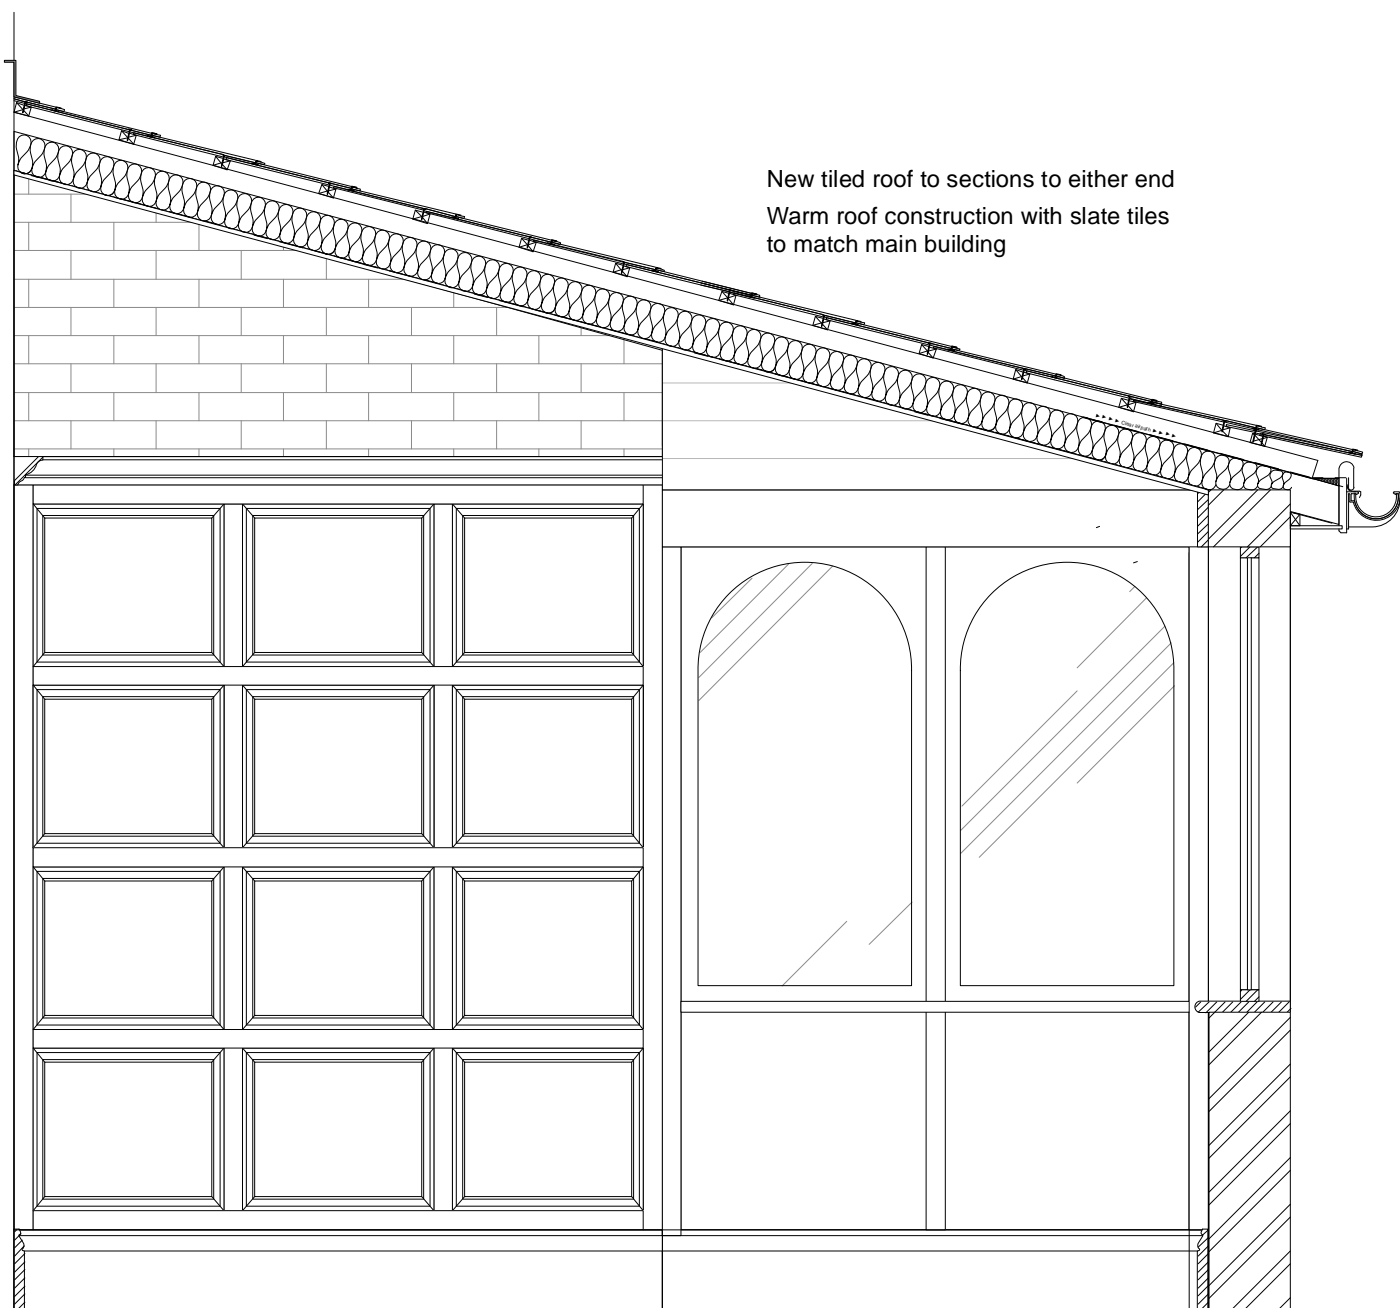 New tiled roof to sections to either end
Warm roof construction with slate tiles
to match main building